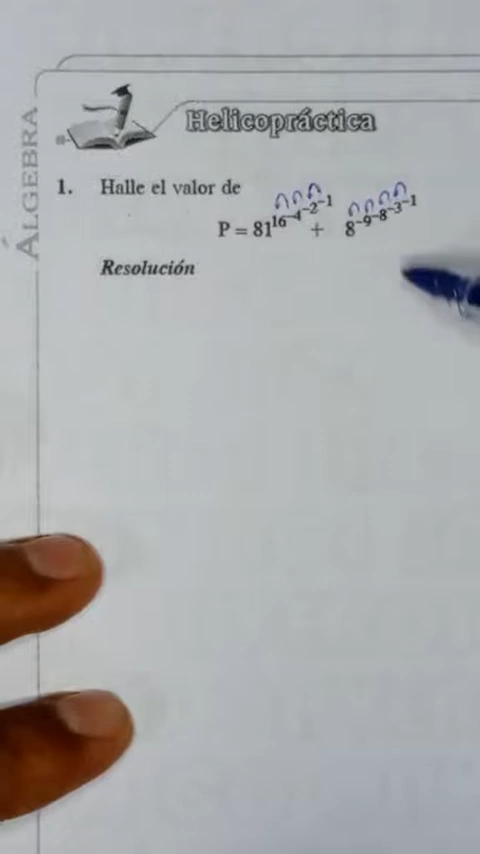 ÁLGEBRA
Helicopráctica
1. Halle el valor de
P = 81^16^-4^-2^-1 + 8^-9^-8^-3^-1
Resolución